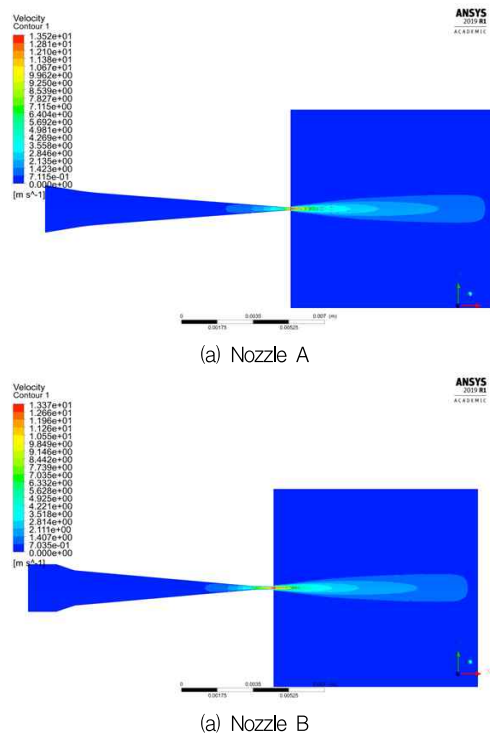 Velocity
Contour 1
1.352e+01
1.281e+01
1.210e+01
1.138e+01
1.067e+01
9.962e+00
9.250e+00
8.539e+00
7.827e+00
7.115e+00
6.404e+00
5.692e+00
4.981e+00
4.269e+00
3.558e+00
2.846e+00
2.135e+00
1.423e+00
7.115e-01
0.000e+00
[m s^-1]
ANSYS
2019 R1
ACADEMIC
0 0.0035 0.007 (m)
0.00175 0.00525
(a) Nozzle A
Velocity
Contour 1
1.337e+01
1.266e+01
1.196e+01
1.126e+01
1.055e+01
9.849e+00
9.146e+00
8.442e+00
7.739e+00
7.035e+00
6.332e+00
5.628e+00
4.925e+00
4.221e+00
3.518e+00
2.814e+00
2.111e+00
1.407e+00
7.035e-01
0.000e+00
[m s^-1]
ANSYS
2019 R1
ACADEMIC
0 0.0035
0.00175 0.00525
(a) Nozzle B